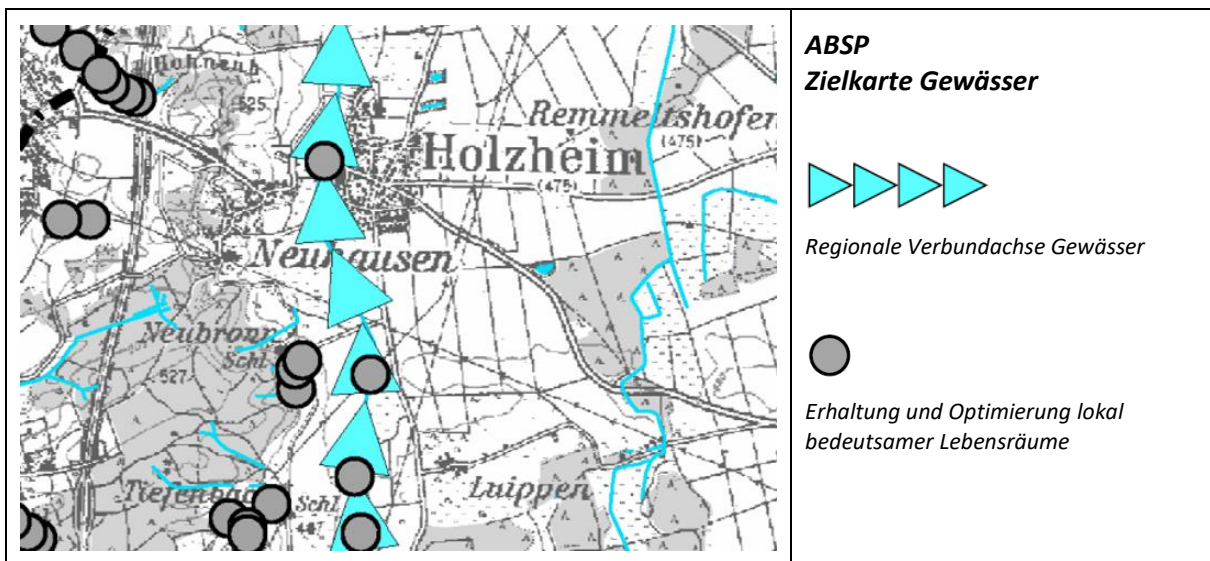 Hohnenb
525
Remmeltshofen
(475)
Holzheim
(475)
Neuhausen
Neubronn
Schl.
527
Tiefenbach
Schl
Luippen
ABSP
Zielkarte Gewässer
Regionale Verbundachse Gewässer
Erhaltung und Optimierung lokal
bedeutsamer Lebensräume